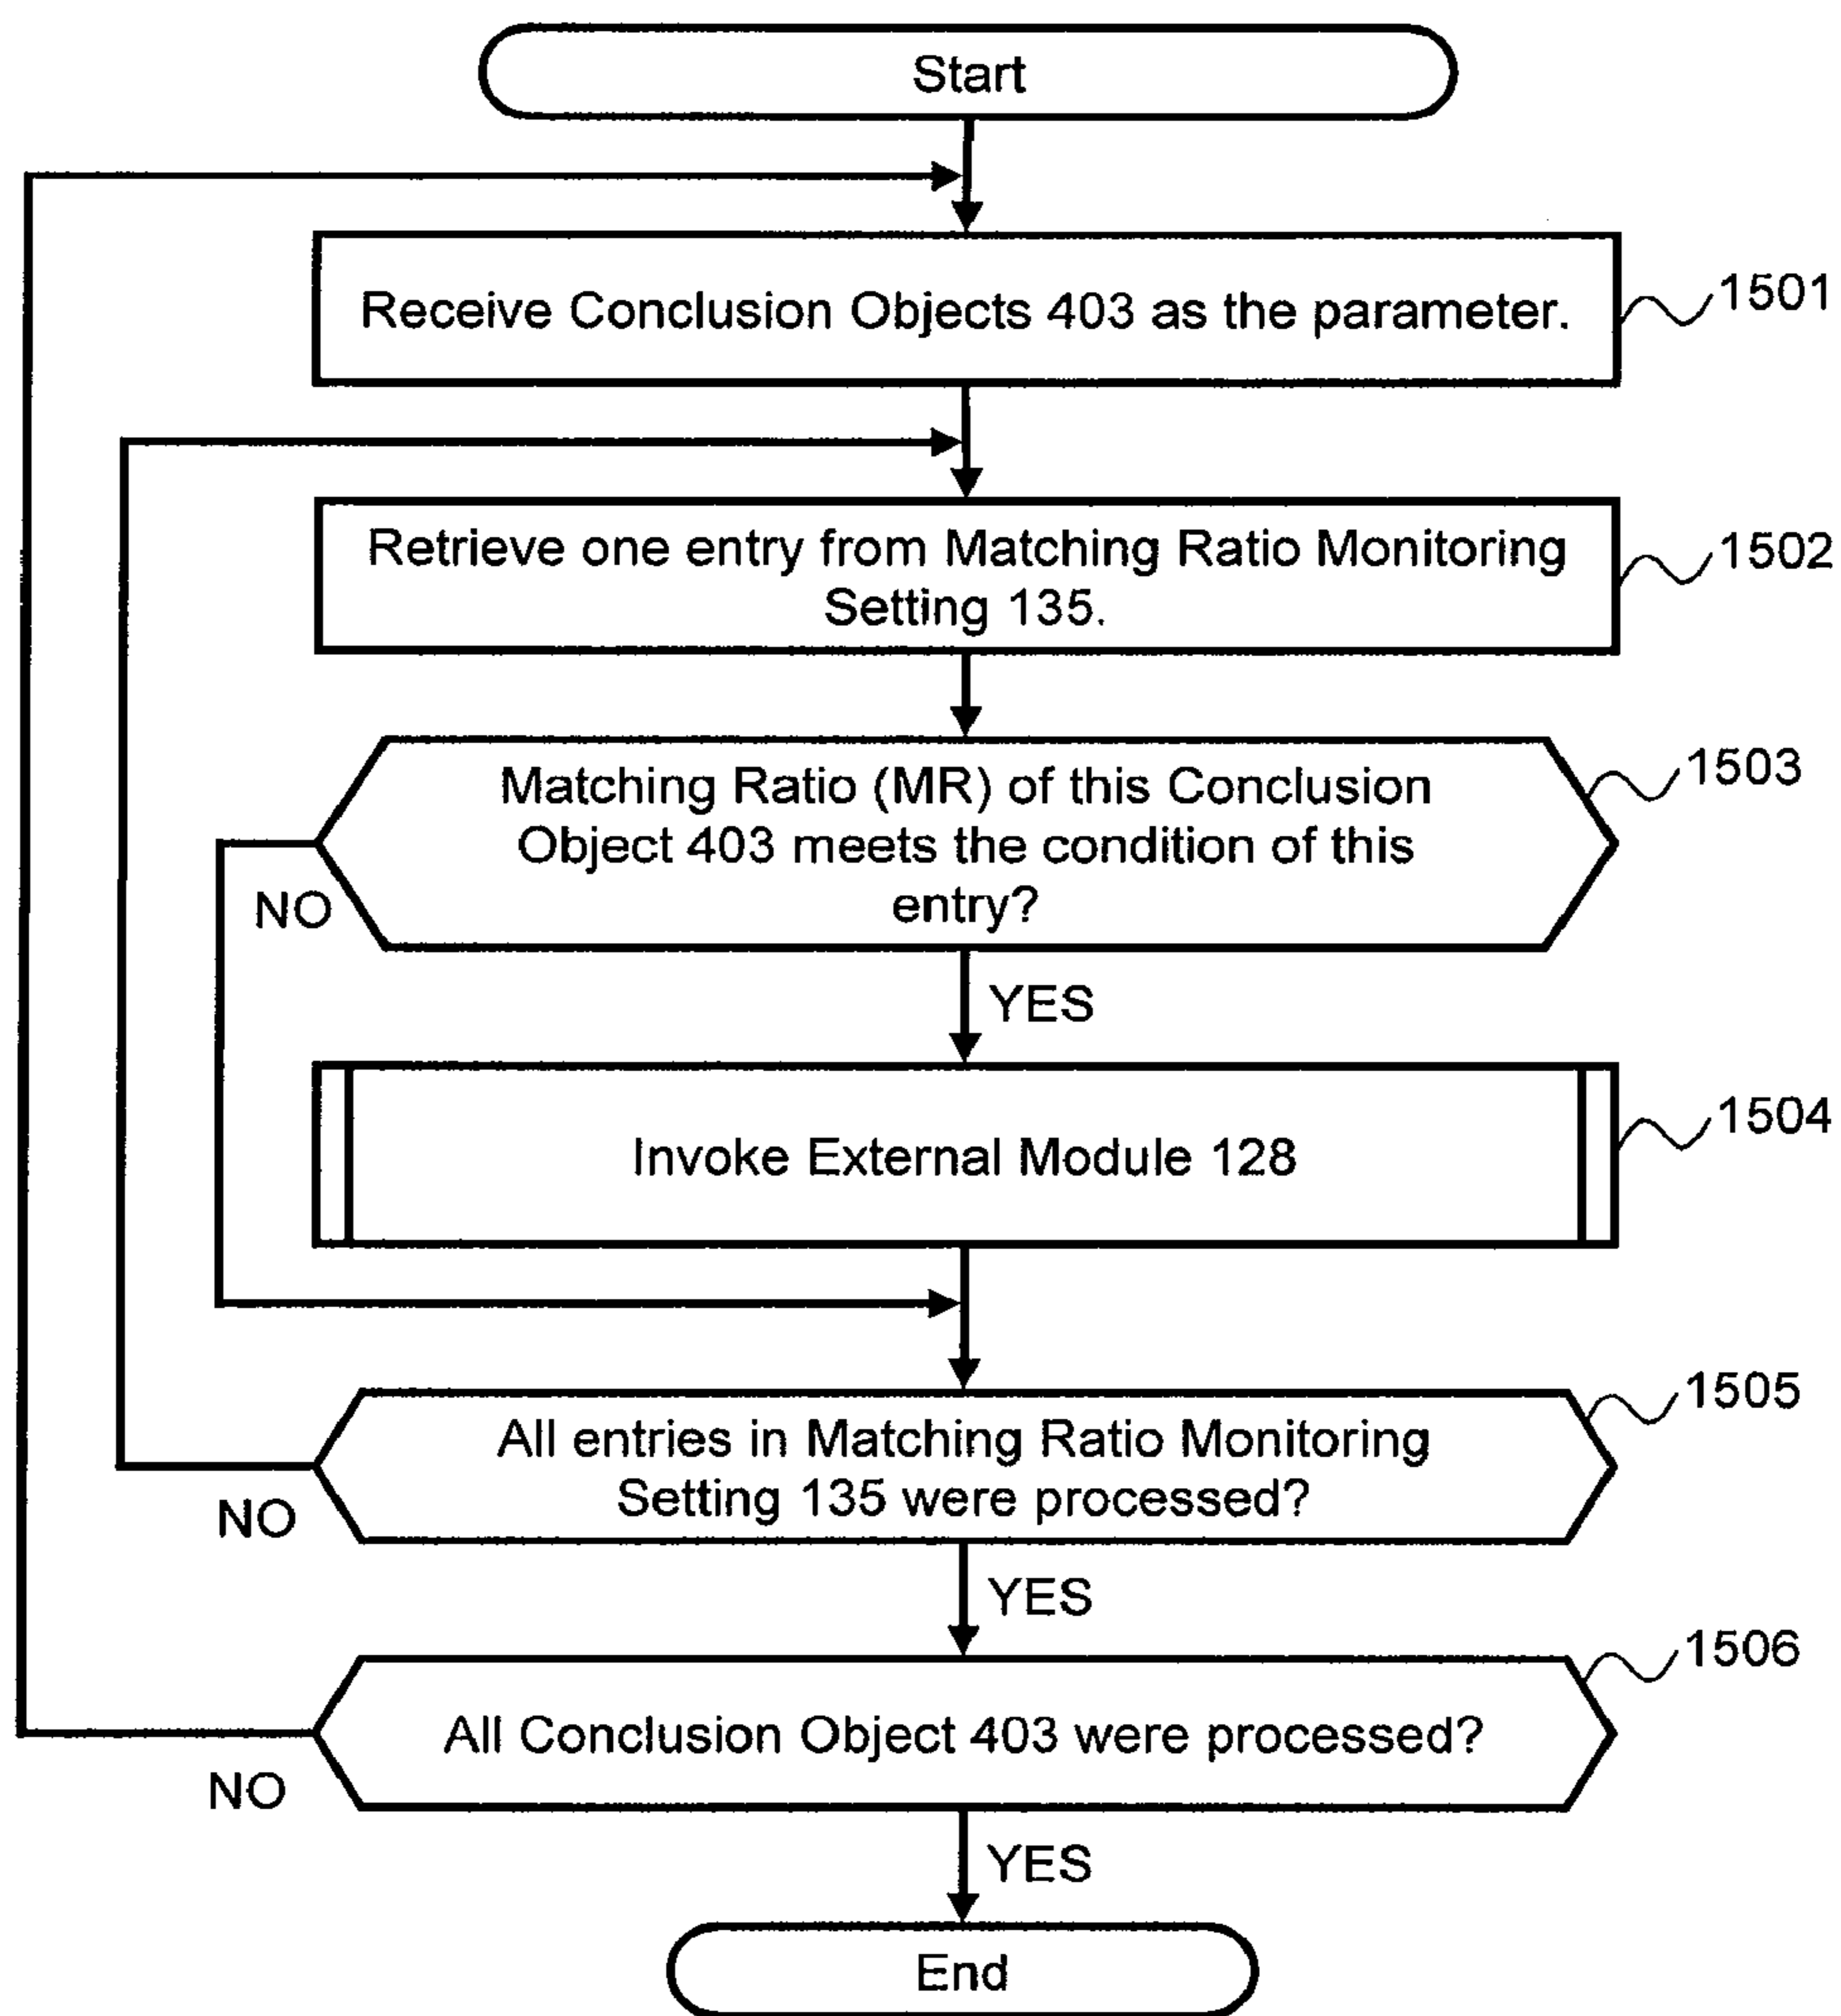 Start
Receive Conclusion Objects 403 as the parameter.
1501
Retrieve one entry from Matching Ratio Monitoring
Setting 135.
1502
Matching Ratio (MR) of this Conclusion
Object 403 meets the condition of this
entry?
1503
NO
YES
Invoke External Module 128
1504
All entries in Matching Ratio Monitoring
Setting 135 were processed?
1505
NO
YES
All Conclusion Object 403 were processed?
1506
NO
YES
End